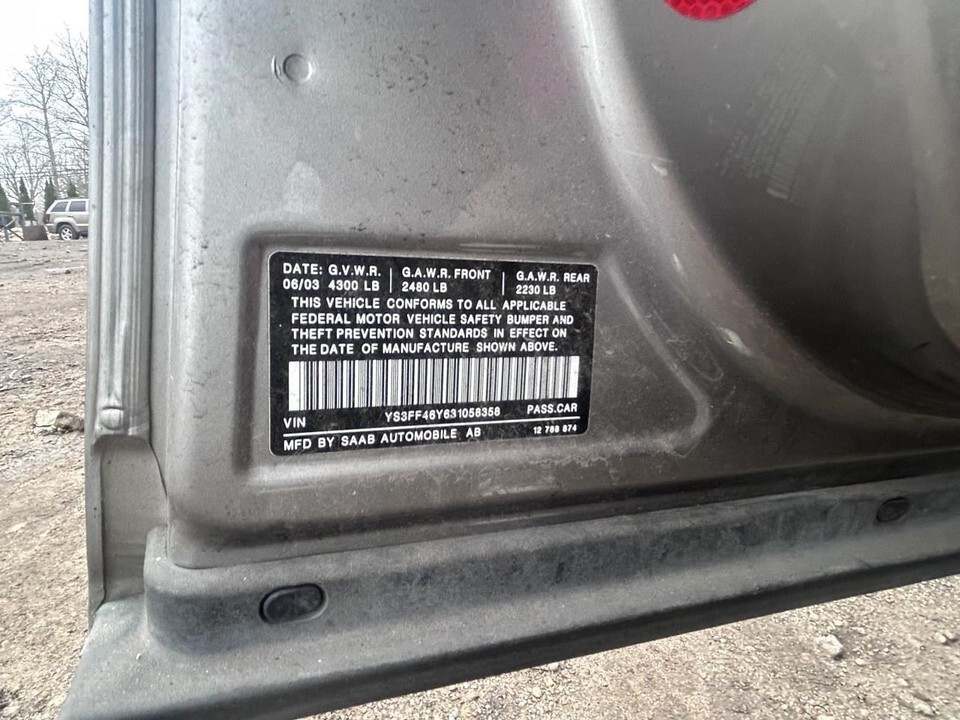 DATE: G.V.W.R. G.A.W.R. FRONT G.A.W.R. REAR
06/03 4300 LB 2480 LB 2230 LB
THIS VEHICLE CONFORMS TO ALL APPLICABLE
FEDERAL MOTOR VEHICLE SAFETY BUMPER AND
THEFT PREVENTION STANDARDS IN EFFECT ON
THE DATE OF MANUFACTURE SHOWN ABOVE.
VIN YS3FF46Y631058358 PASS.CAR
MFD BY SAAB AUTOMOBILE AB 12 788 874